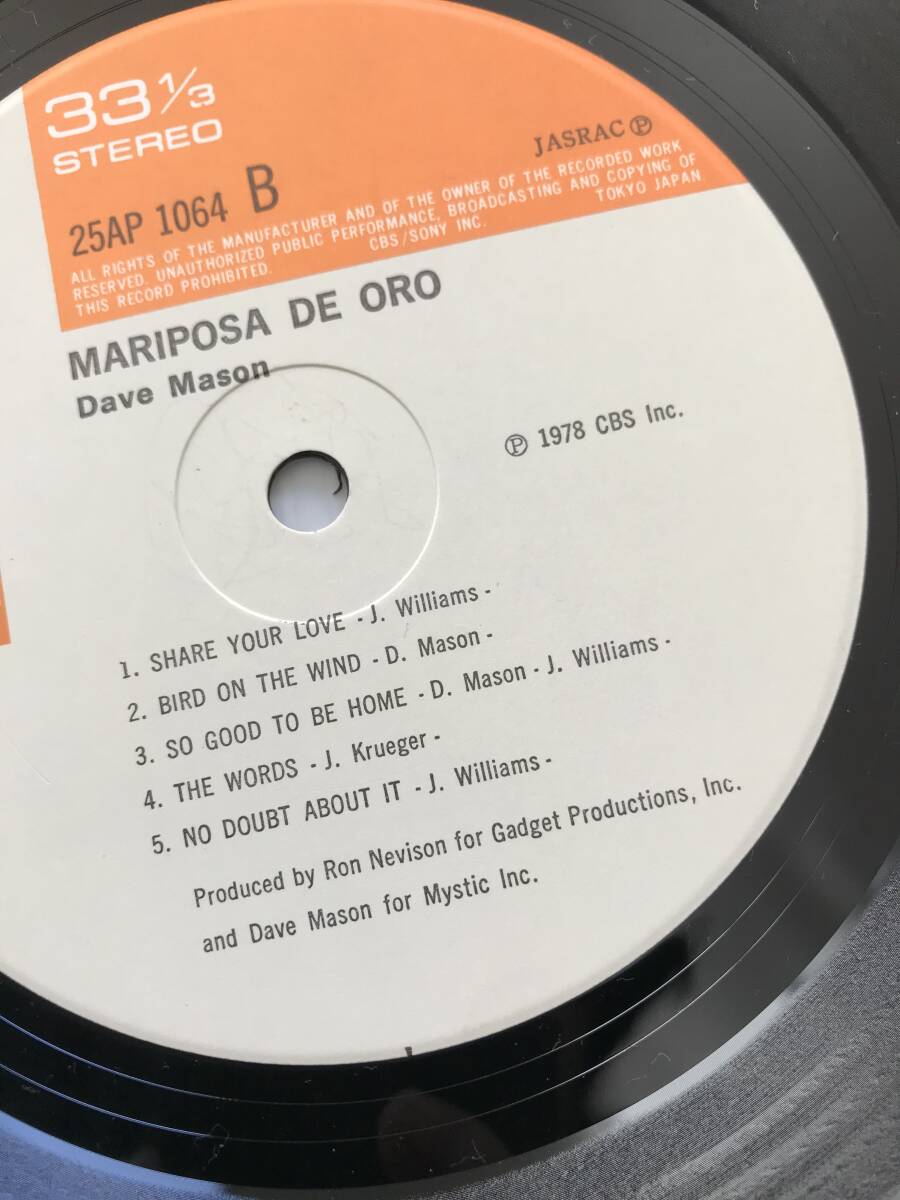 33 1/3
STEREO
JASRAC Ⓟ
25AP 1064 B
ALL RIGHTS OF THE MANUFACTURER AND OF THE OWNER OF THE RECORDED WORK
RESERVED. UNAUTHORIZED PUBLIC PERFORMANCE, BROADCASTING AND COPYING OF
THIS RECORD PROHIBITED. CBS/SONY INC. TOKYO JAPAN
MARIPOSA DE ORO
Dave Mason
Ⓟ 1978 CBS Inc.
1. SHARE YOUR LOVE - J. Williams -
2. BIRD ON THE WIND - D. Mason -
3. SO GOOD TO BE HOME - D. Mason - J. Williams -
4. THE WORDS - J. Krueger -
5. NO DOUBT ABOUT IT - J. Williams -
Produced by Ron Nevison for Gadget Productions, Inc.
and Dave Mason for Mystic Inc.